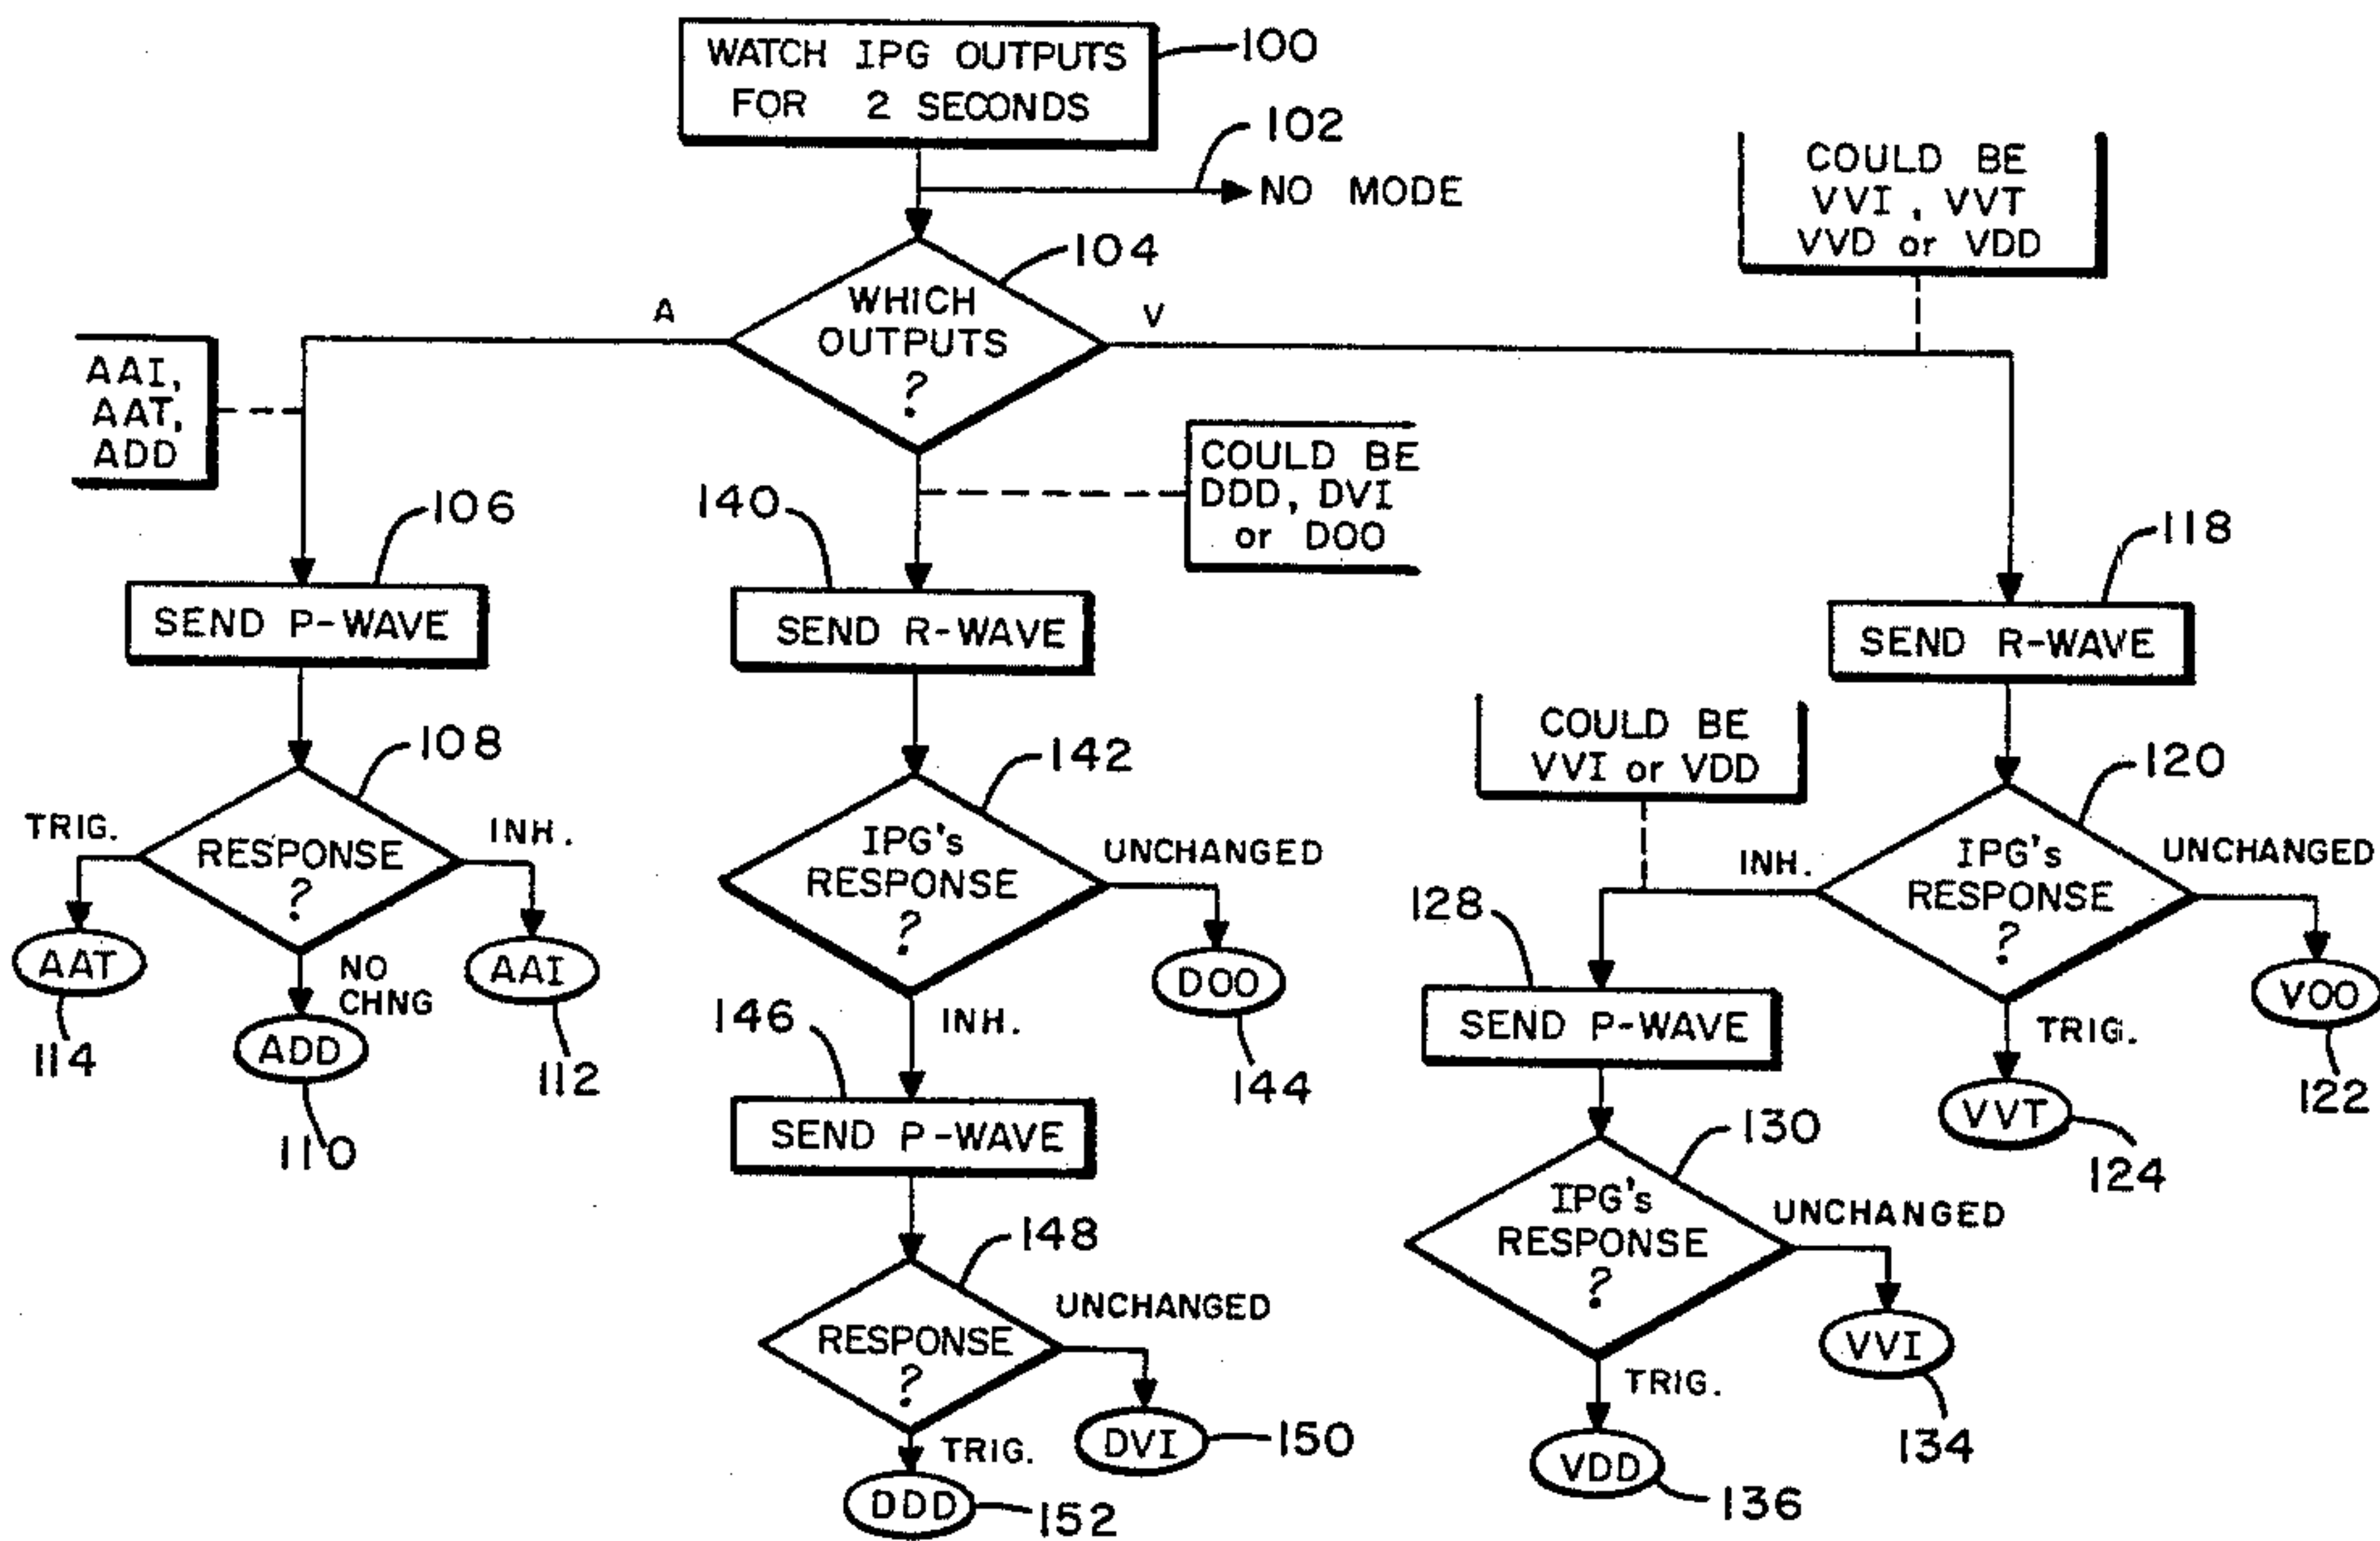 WATCH IPG OUTPUTS
FOR 2 SECONDS
100
102
NO MODE
COULD BE
VVI, VVT
VVD or VDD
104
WHICH
OUTPUTS
?
A
V
AAI,
AAT,
ADD
COULD BE
DDD, DVI
or DOO
106
SEND P-WAVE
140
SEND R-WAVE
118
SEND R-WAVE
108
RESPONSE
?
TRIG.
INH.
NO
CHNG
AAT
114
ADD
110
AAI
112
142
IPG's
RESPONSE
?
UNCHANGED
DOO
144
INH.
146
SEND P-WAVE
148
RESPONSE
?
UNCHANGED
DVI
150
TRIG.
DDD
152
COULD BE
VVI or VDD
120
IPG's
RESPONSE
?
INH.
UNCHANGED
VOO
122
TRIG.
VVT
124
128
SEND P-WAVE
130
IPG's
RESPONSE
?
UNCHANGED
VVI
134
TRIG.
VDD
136